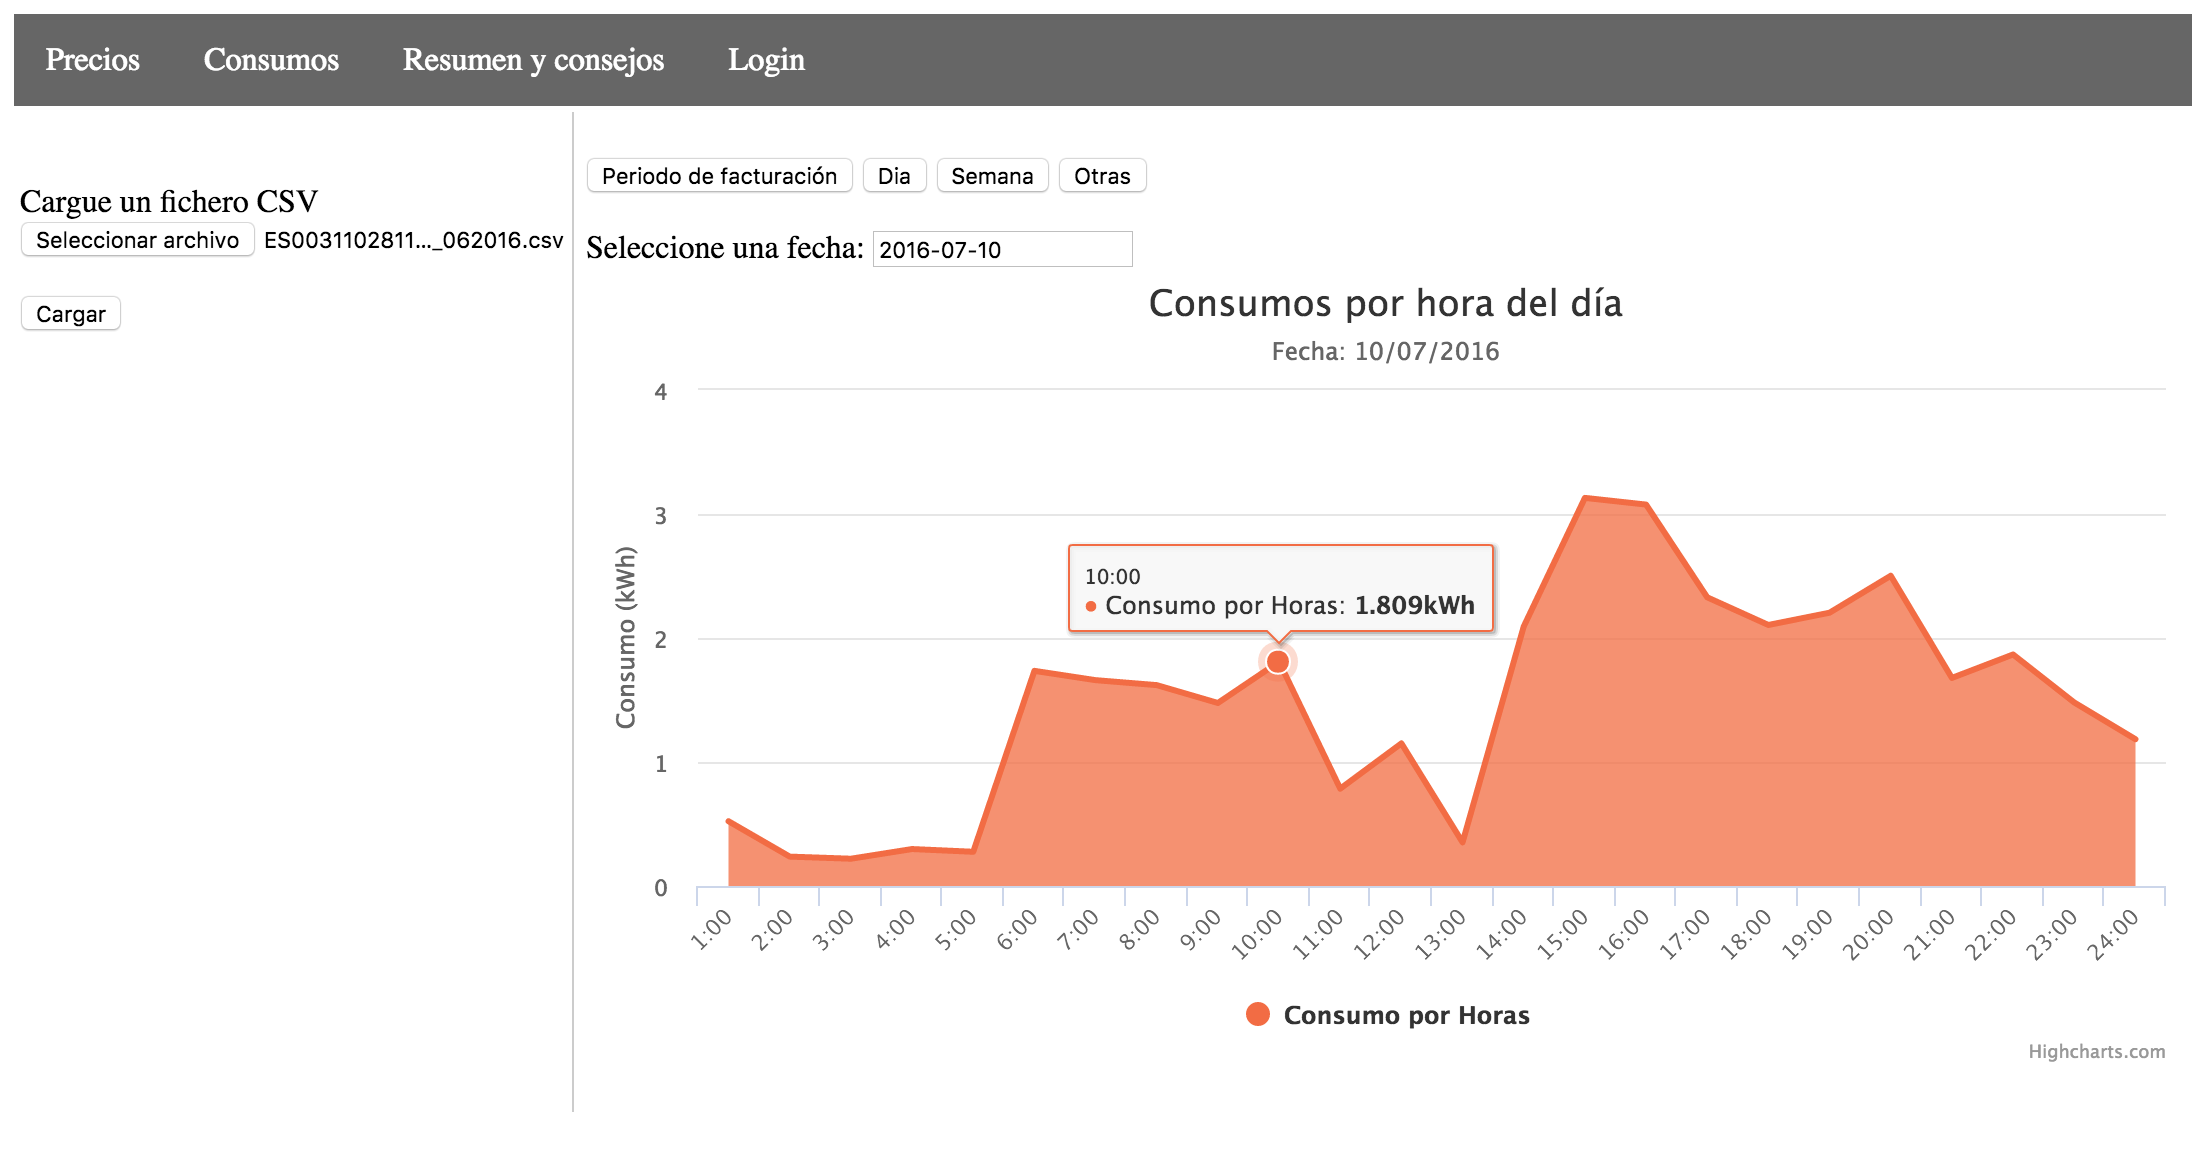 Precios Consumos Resumen y consejos Login
Cargue un fichero CSV
Seleccionar archivo ES0031102811..._062016.csv
Cargar
Periodo de facturación Dia Semana Otras
Seleccione una fecha: 2016-07-10
Consumos por hora del día
Fecha: 10/07/2016
Consumo (kWh)
4
3
2
1
0
10:00
Consumo por Horas: 1.809kWh
1:00 2:00 3:00 4:00 5:00 6:00 7:00 8:00 9:00 10:00 11:00 12:00 13:00 14:00 15:00 16:00 17:00 18:00 19:00 20:00 21:00 22:00 23:00 24:00
Consumo por Horas
Highcharts.com